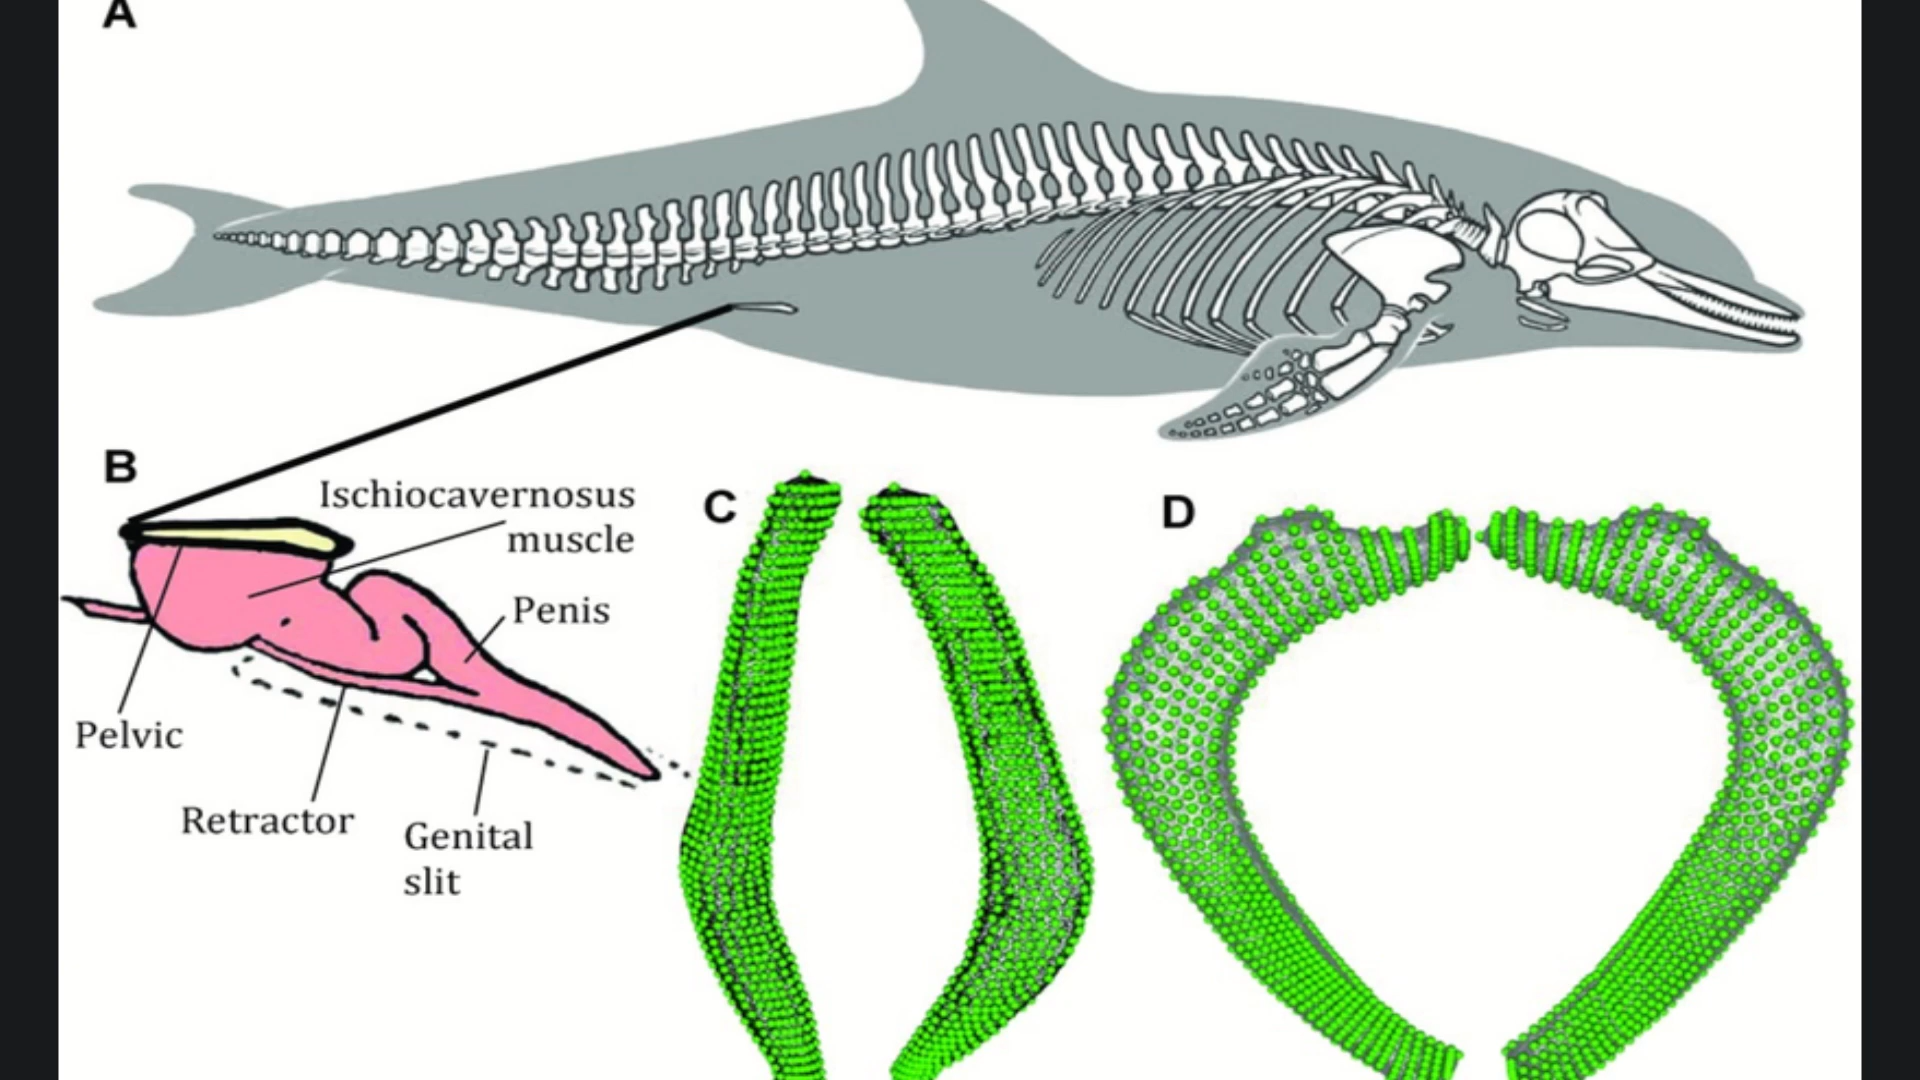 A
B
Ischiocavernosus
muscle
Penis
Pelvic
Retractor
Genital
slit
C
D